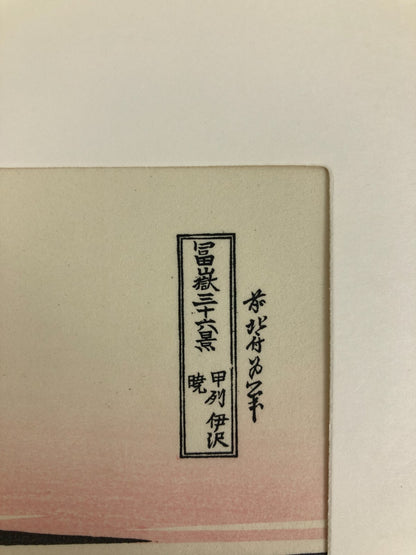 冨嶽三十六景
甲州伊沢
暁
前北斎為一筆